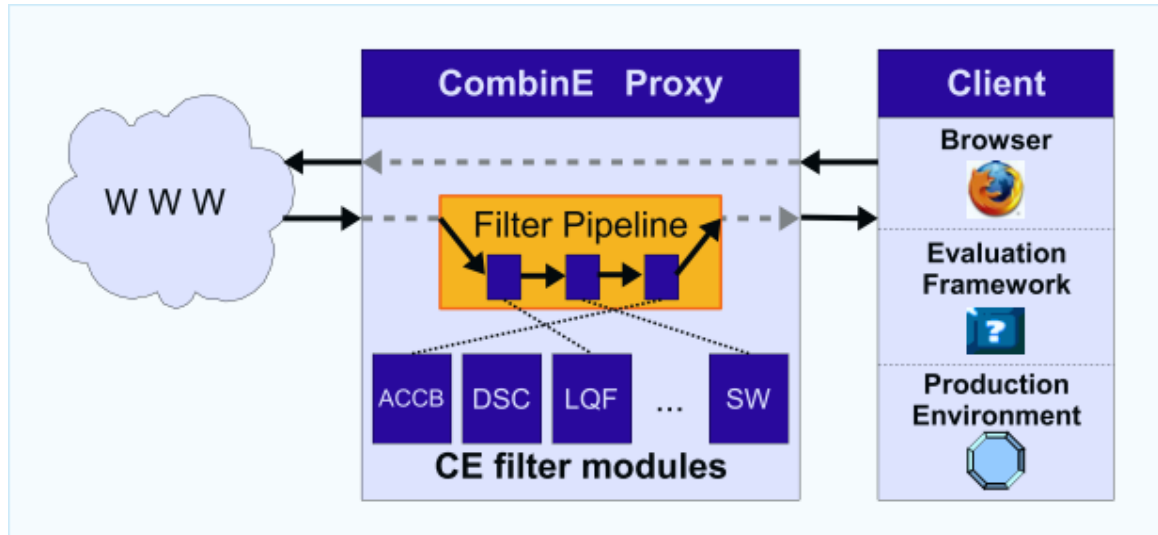 CombinE Proxy
Client
Browser
W W W
Filter Pipeline
Evaluation
Framework
?
Production
Environment
ACCB
DSC
LQF
...
SW
CE filter modules